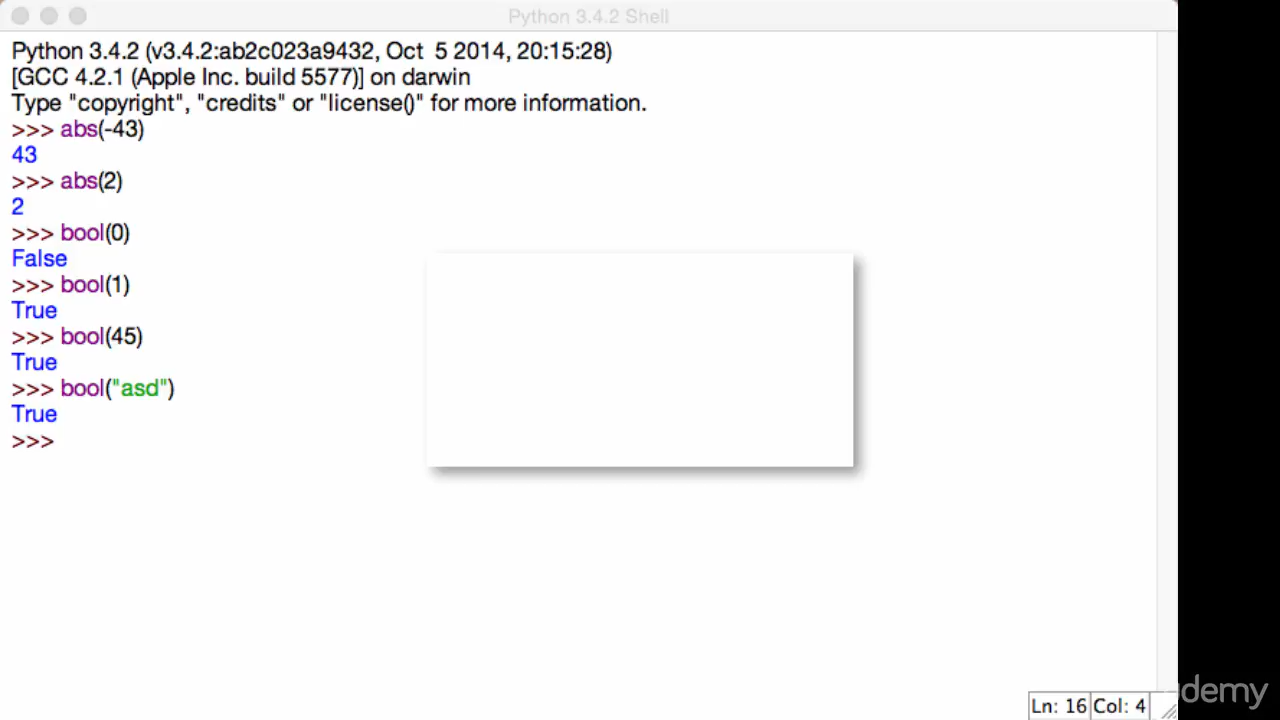 Python 3.4.2 Shell
Python 3.4.2 (v3.4.2:ab2c023a9432, Oct  5 2014, 20:15:28)
[GCC 4.2.1 (Apple Inc. build 5577)] on darwin
Type "copyright", "credits" or "license()" for more information.
>>> abs(-43)
43
>>> abs(2)
2
>>> bool(0)
False
>>> bool(1)
True
>>> bool(45)
True
>>> bool("asd")
True
>>>
Ln: 16 Col: 4
udemy